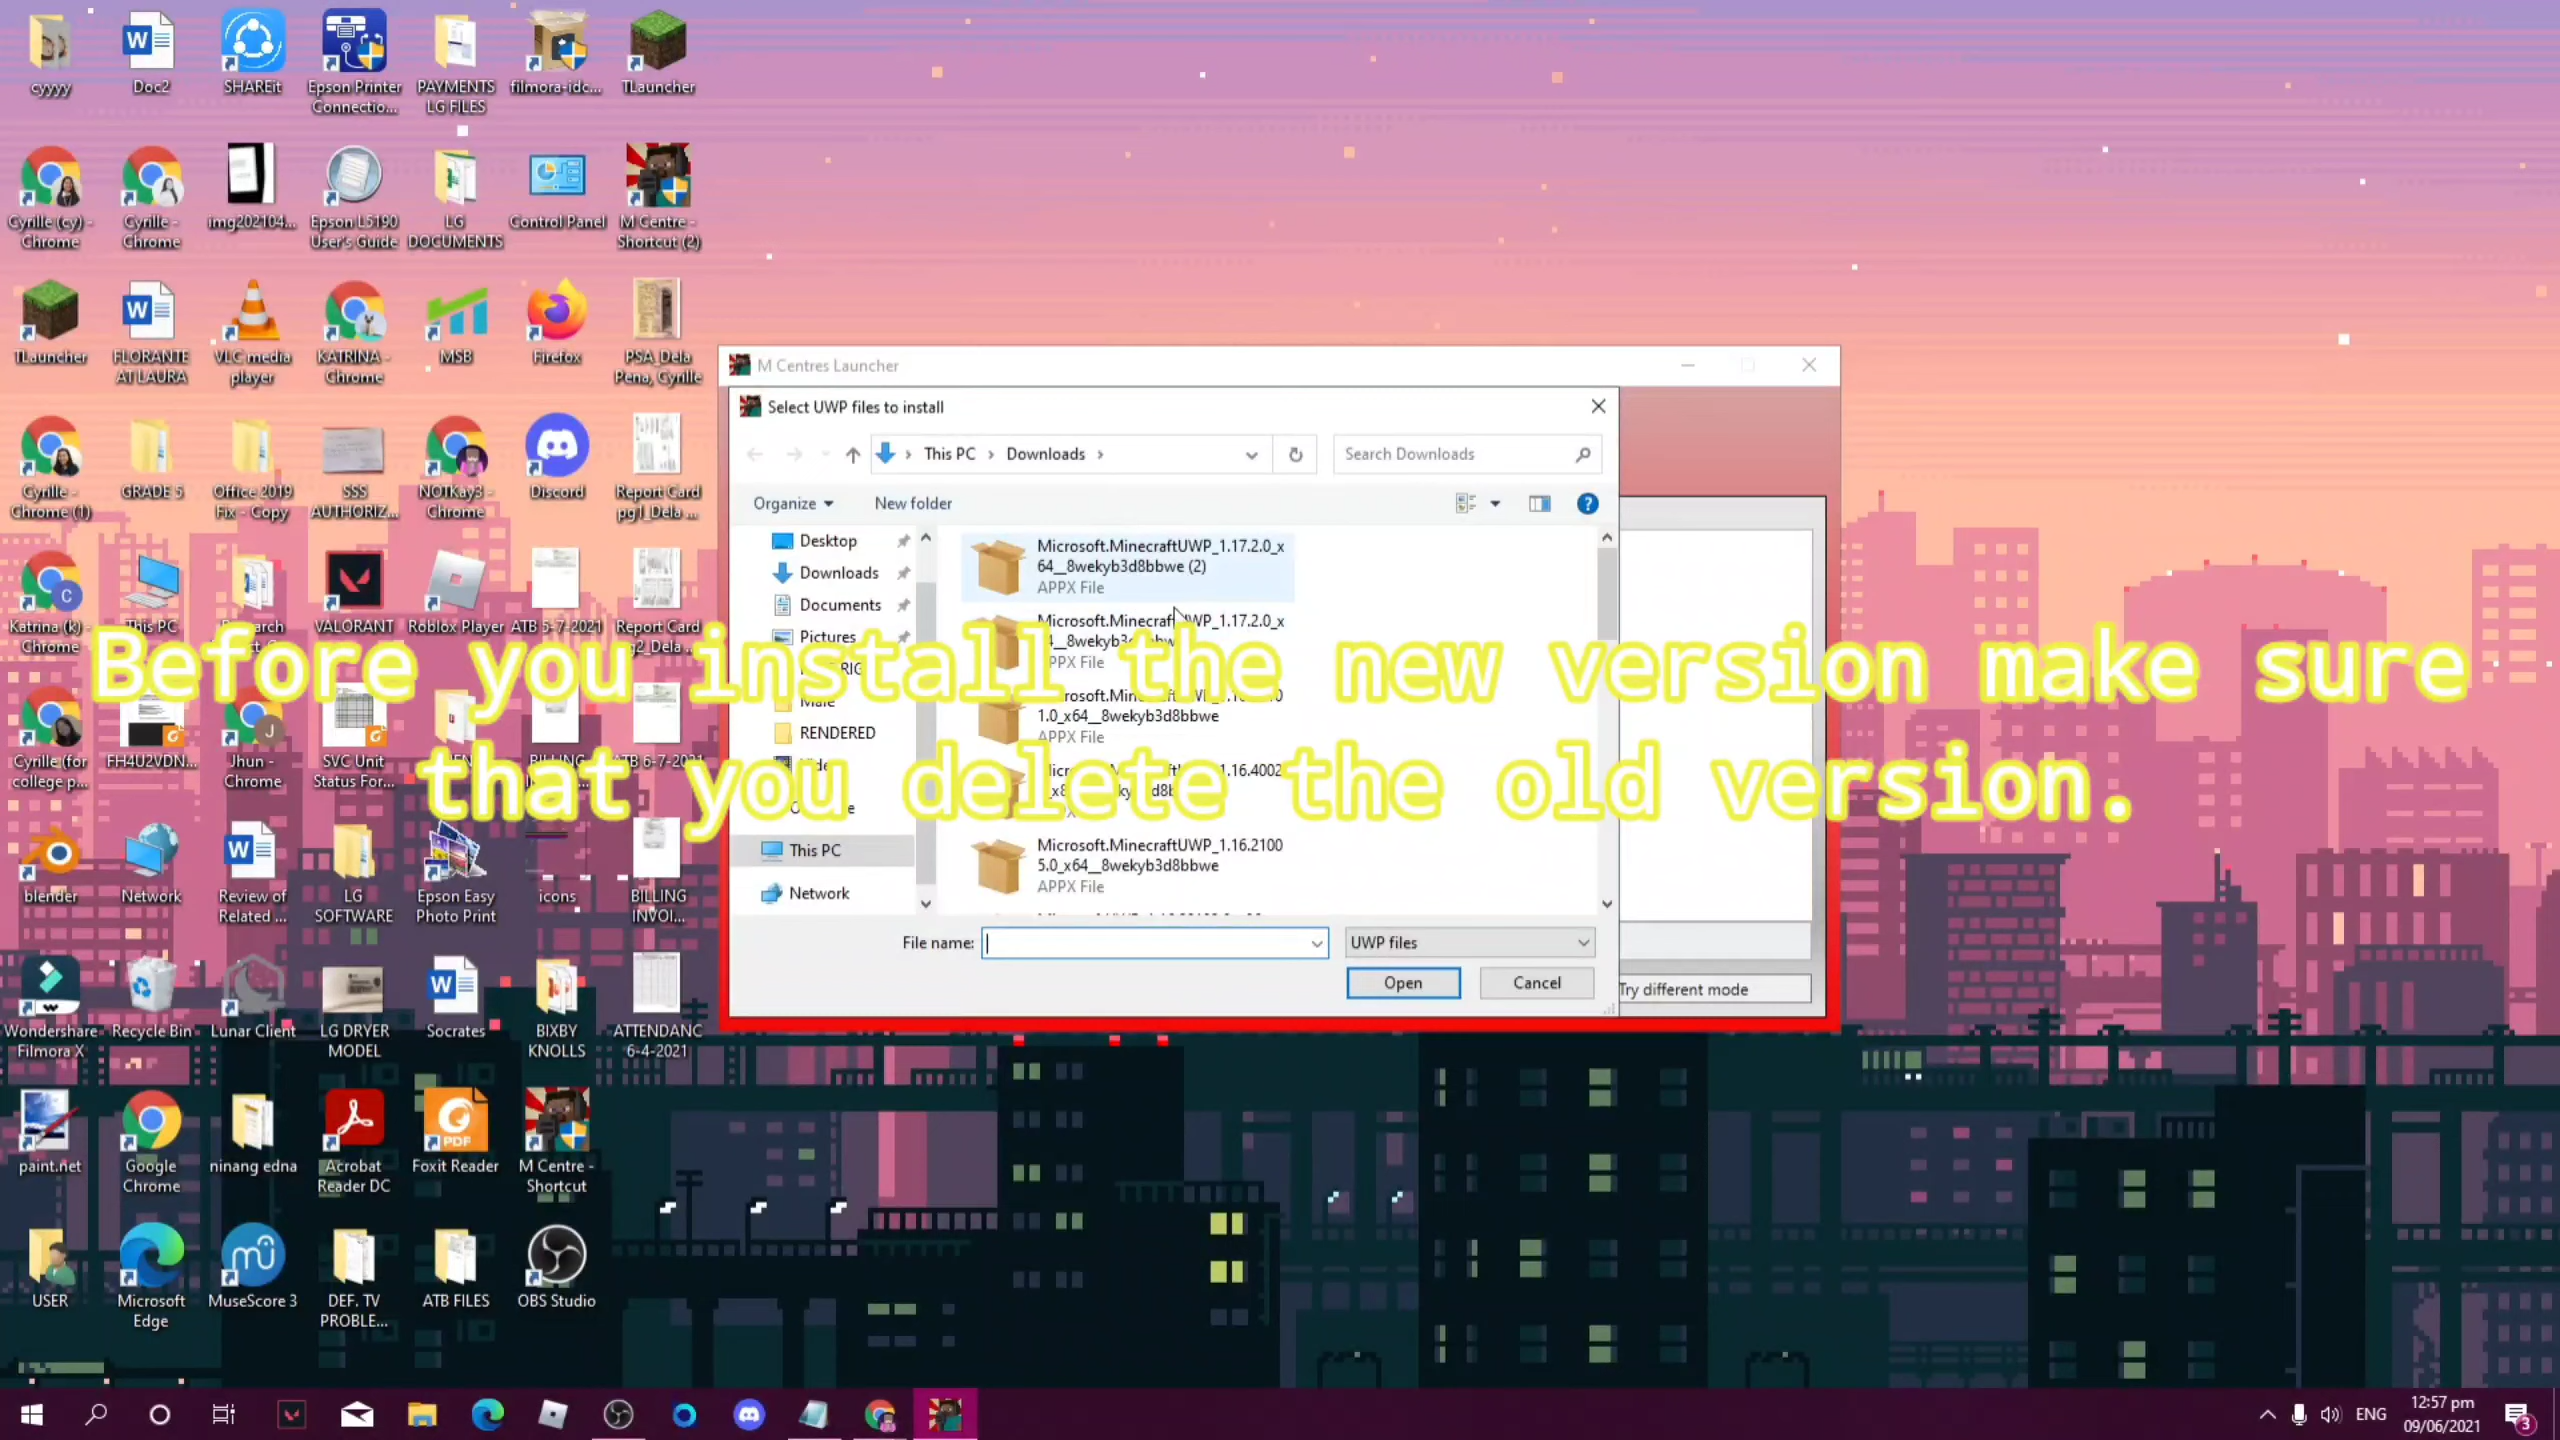 cyyyy
Doc2
SHAREit
Epson Printer
Connectio...
PAYMENTS
LG FILES
filmora-idc...
TLauncher
Cyrille (cy) -
Chrome
Cyrille -
Chrome
img202104...
Epson L5190
User's Guide
LG
DOCUMENTS
Control Panel
M Centre -
Shortcut (2)
TLauncher
FLORANTE
AT LAURA
VLC media
player
KATRINA -
Chrome
MSB
Firefox
PSA_Dela
Pena, Cyrille
Cyrille -
Chrome (1)
GRADE 5
Office 2019
Fix - Copy
SSS
AUTHORIZ...
NOTKay3 -
Chrome
Discord
Report Card
pg1_Dela ...
Katrina (k) -
Chrome
This PC
VALORANT
Roblox Player
ATB 5-7-2021
Report Card
Cyrille (for
college p...
FH4U2VDN...
Jhun -
Chrome
SVC Unit
Status For...
ATB 6-7-2021
blender
Network
Review of
Related ...
LG
SOFTWARE
Epson Easy
Photo Print
icons
BILLING
INVOI...
Wondershare
Filmora X
Recycle Bin
Lunar Client
LG DRYER
MODEL
Socrates
BIXBY
KNOLLS
ATTENDANC
6-4-2021
paint.net
Google
Chrome
ninang edna
Acrobat
Reader DC
Foxit Reader
PDF
M Centre -
Shortcut
USER
Microsoft
Edge
MuseScore 3
DEF. TV
PROBLE...
ATB FILES
OBS Studio
M Centres Launcher
Select UWP files to install
This PC
Downloads
Search Downloads
Organize
New folder
Desktop
Downloads
Documents
Pictures
RENDERED
This PC
Network
Microsoft.MinecraftUWP_1.17.2.0_x
64__8wekyb3d8bbwe (2)
APPX File
Microsoft.MinecraftUWP_1.17.2.0_x
APPX File
1.0_x64__8wekyb3d8bbwe
APPX File
Microsoft.MinecraftUWP_1.16.2100
5.0_x64__8wekyb3d8bbwe
APPX File
File name:
UWP files
Open
Cancel
Try different mode
Before you install the new version make sure
that you delete the old version.
ENG
12:57 pm
09/06/2021
3